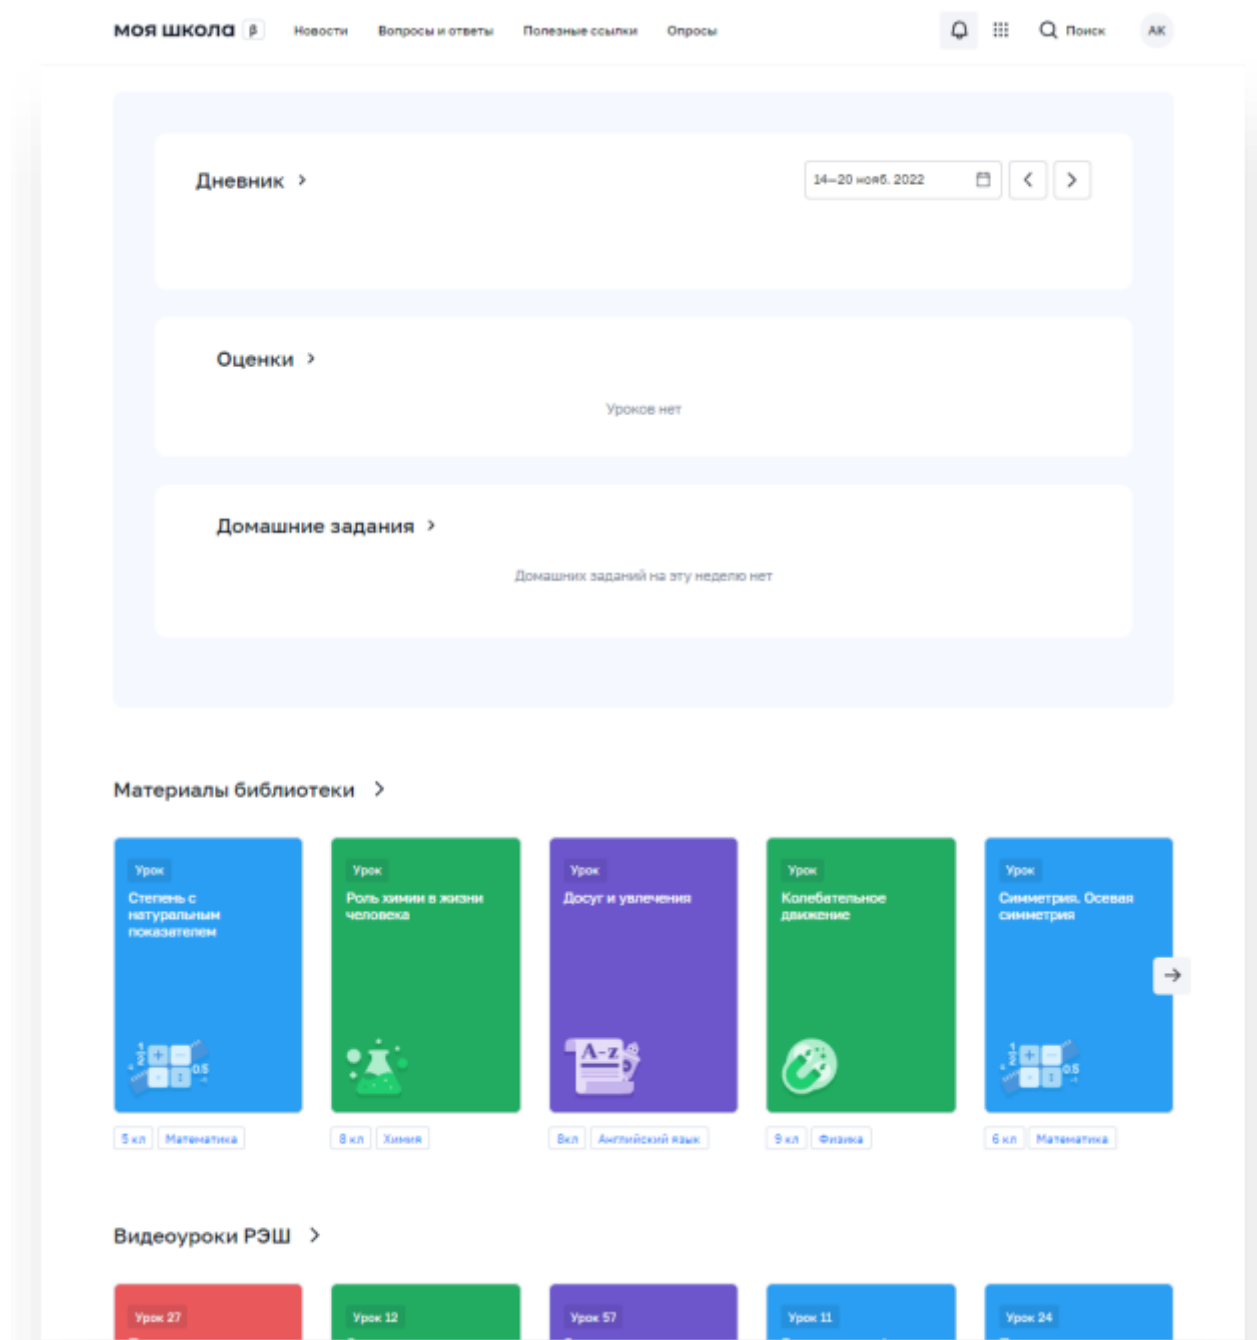 моя школа β Новости Вопросы и ответы Полезные ссылки Опросы Поиск АК
Дневник
14—20 нояб. 2022
Оценки
Уроков нет
Домашние задания
Домашних заданий на эту неделю нет
Материалы библиотеки
Урок
Степень с
натуральным
показателем
5 кл Математика
Урок
Роль химии в жизни
человека
8 кл Химия
Урок
Досуг и увлечения
A-z
8кл Английский язык
Урок
Колебательное
движение
9 кл Физика
Урок
Симметрия. Осевая
симметрия
6 кл Математика
Видеоуроки РЭШ
Урок 27
Урок 12
Урок 57
Урок 11
Урок 24